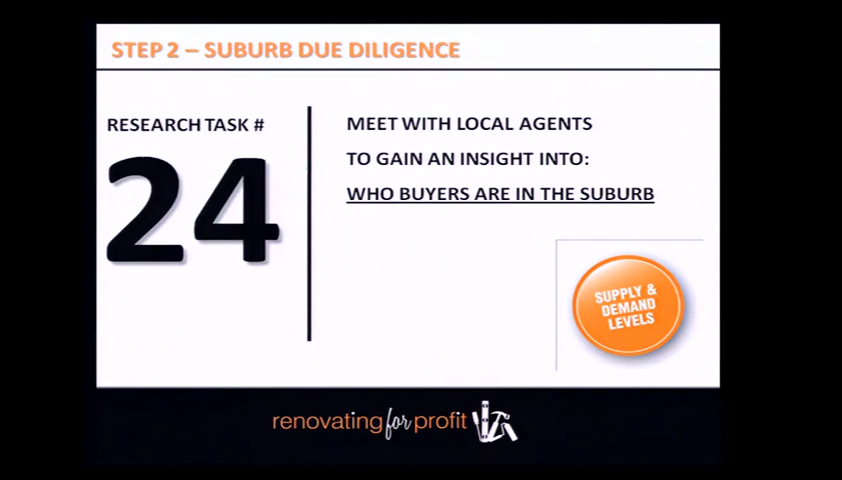 STEP 2 – SUBURB DUE DILIGENCE
RESEARCH TASK #
24
MEET WITH LOCAL AGENTS
TO GAIN AN INSIGHT INTO:
WHO BUYERS ARE IN THE SUBURB
SUPPLY &
DEMAND
LEVELS
renovating for profit